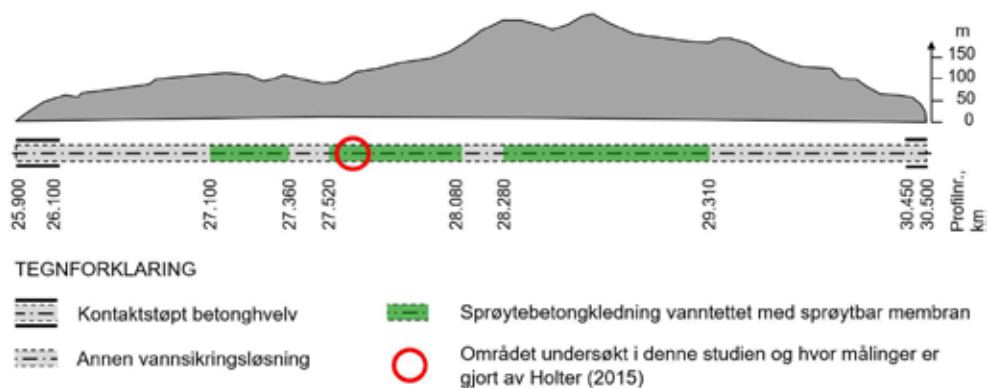 m
150
100
50
0
25.900
26.100
27.100
27.360
27.520
28.080
28.280
29.310
30.450
30.500
Profilnr.,
km
TEGNFORKLARING
Kontaktstøpt betonghvelv
Sprøytebetongkledning vanntettet med sprøytbar membran
Annen vannsikringsløsning
Området undersøkt i denne studien og hvor målinger er
gjort av Holter (2015)